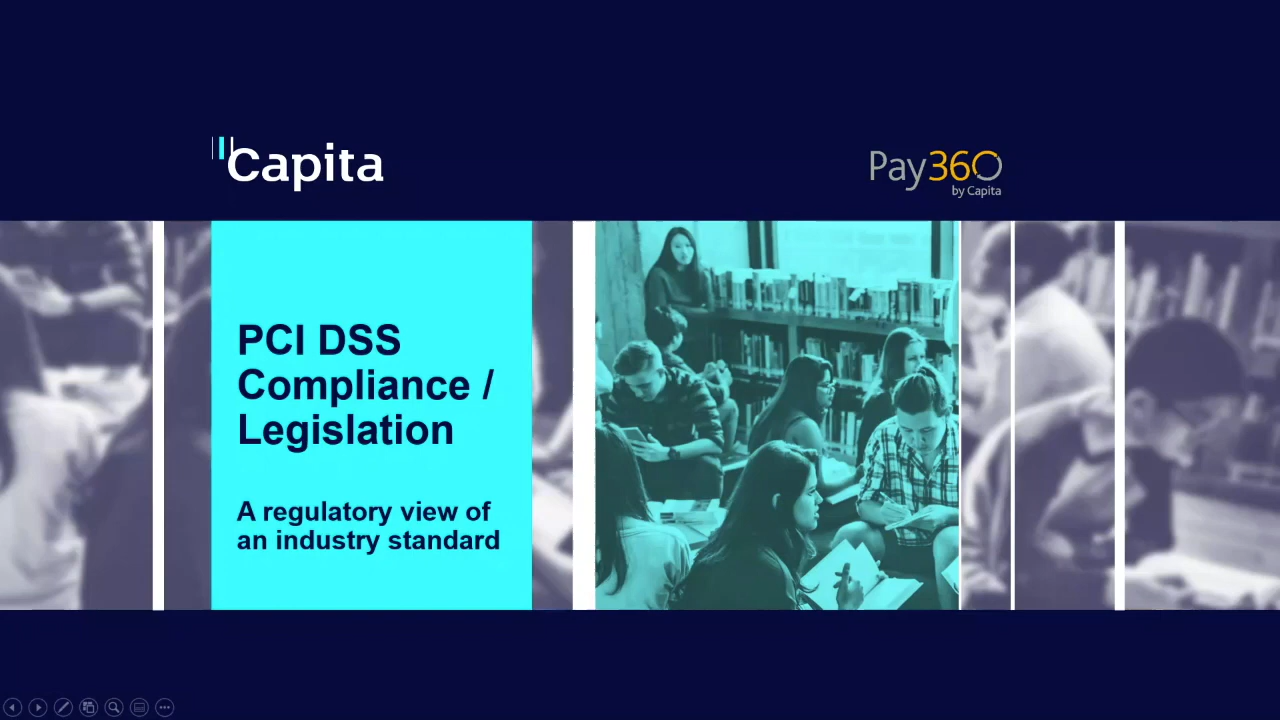 Capita
Pay360
by Capita
PCI DSS
Compliance /
Legislation
A regulatory view of
an industry standard